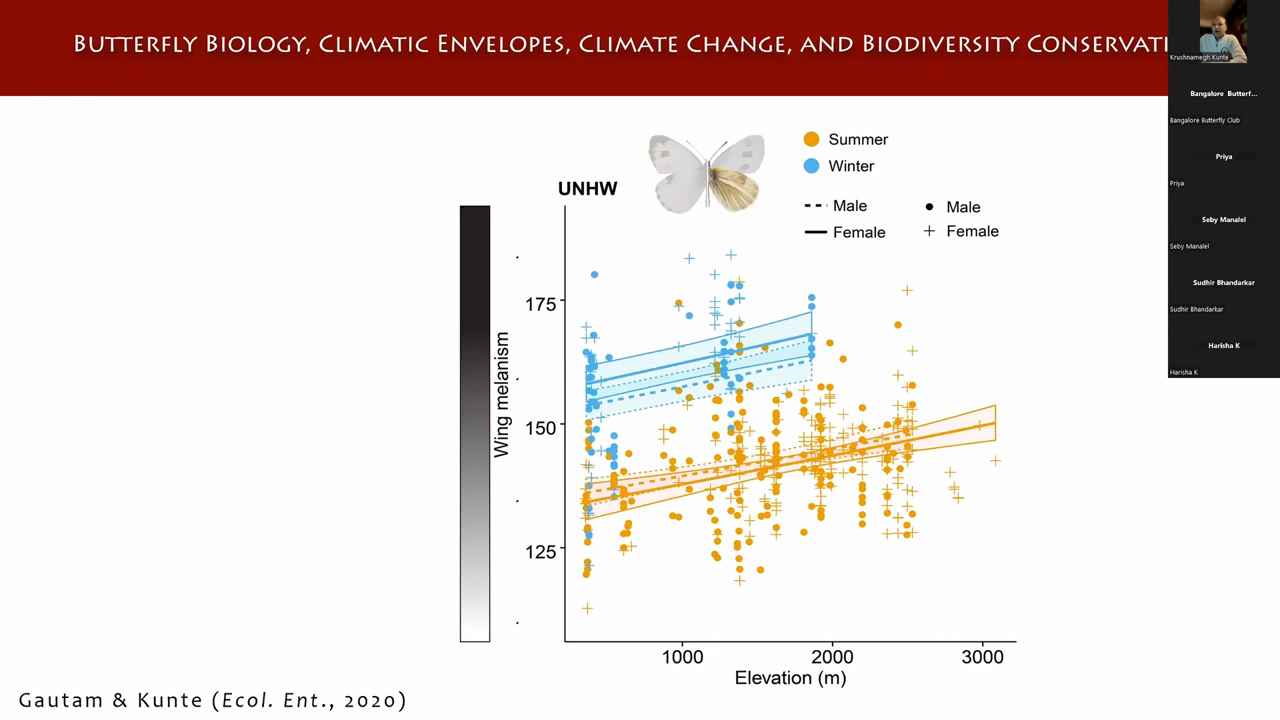 BUTTERFLY BIOLOGY, CLIMATIC ENVELOPES, CLIMATE CHANGE, AND BIODIVERSITY CONSERVATI
Krushnamegh Kunte
Bangalore Butterf...
Bangalore Butterfly Club
Priya
Priya
Seby Manalel
Seby Manalel
Sudhir Bhandarkar
Sudhir Bhandarkar
Harisha K
Harisha K
Summer
Winter
UNHW
Male
Female
Male
Female
Wing melanism
175
150
125
1000
2000
3000
Elevation (m)
Gautam & Kunte (Ecol. Ent., 2020)